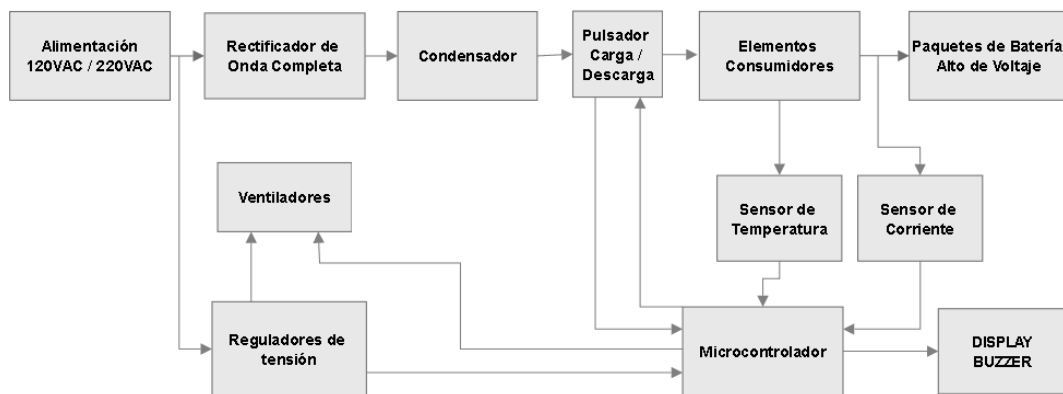 Alimentación
120VAC / 220VAC
Rectificador de
Onda Completa
Condensador
Pulsador
Carga /
Descarga
Elementos
Consumidores
Paquetes de Batería
Alto de Voltaje
Ventiladores
Sensor de
Temperatura
Sensor de
Corriente
Reguladores de
tensión
Microcontrolador
DISPLAY
BUZZER